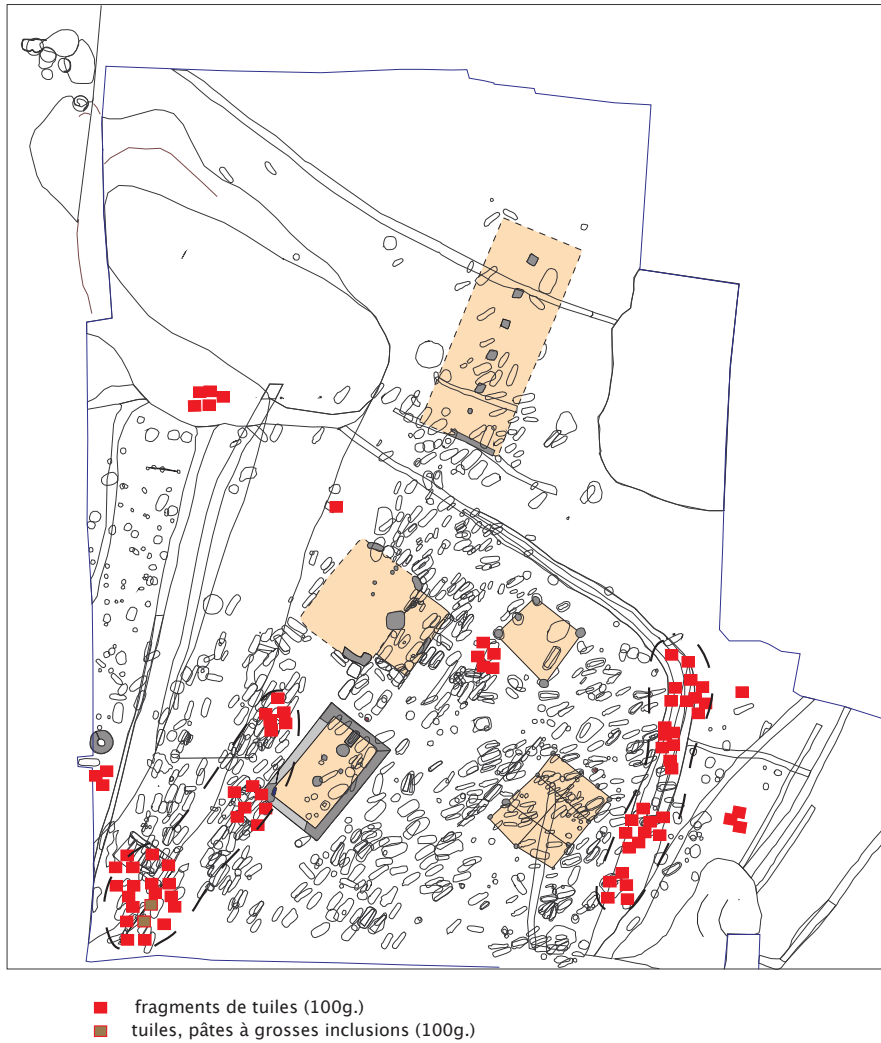 fragments de tuiles (100g.)
tuiles, pâtes à grosses inclusions (100g.)